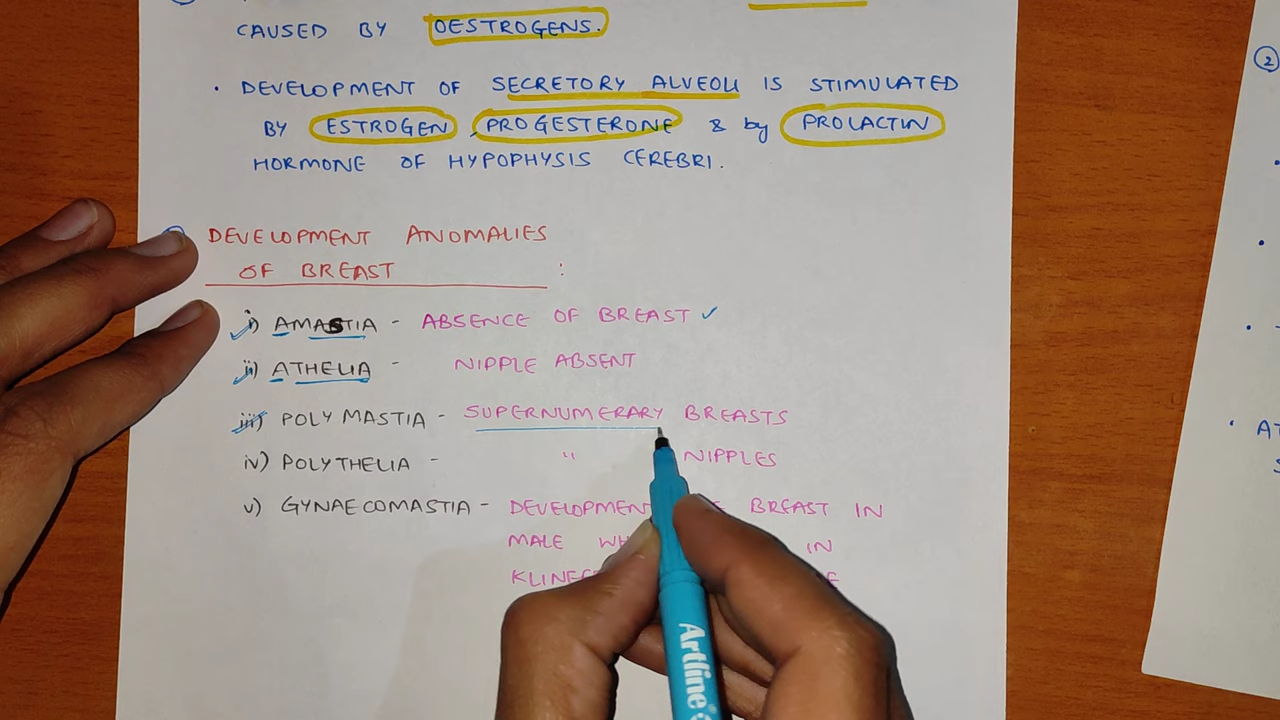 CAUSED BY OESTROGENS.
· DEVELOPMENT OF SECRETORY ALVEOLI IS STIMULATED
BY ESTROGEN, PROGESTERONE & by PROLACTIN
HORMONE OF HYPOPHYSIS CEREBRI.
DEVELOPMENT ANOMALIES
OF BREAST :
i) AMASTIA - ABSENCE OF BREAST ✓
ii) ATHELIA - NIPPLE ABSENT
iii) POLYMASTIA - SUPERNUMERARY BREASTS
iv) POLYTHELIA - " NIPPLES
v) GYNAECOMASTIA - BREAST IN
MALE IN
2
Artline